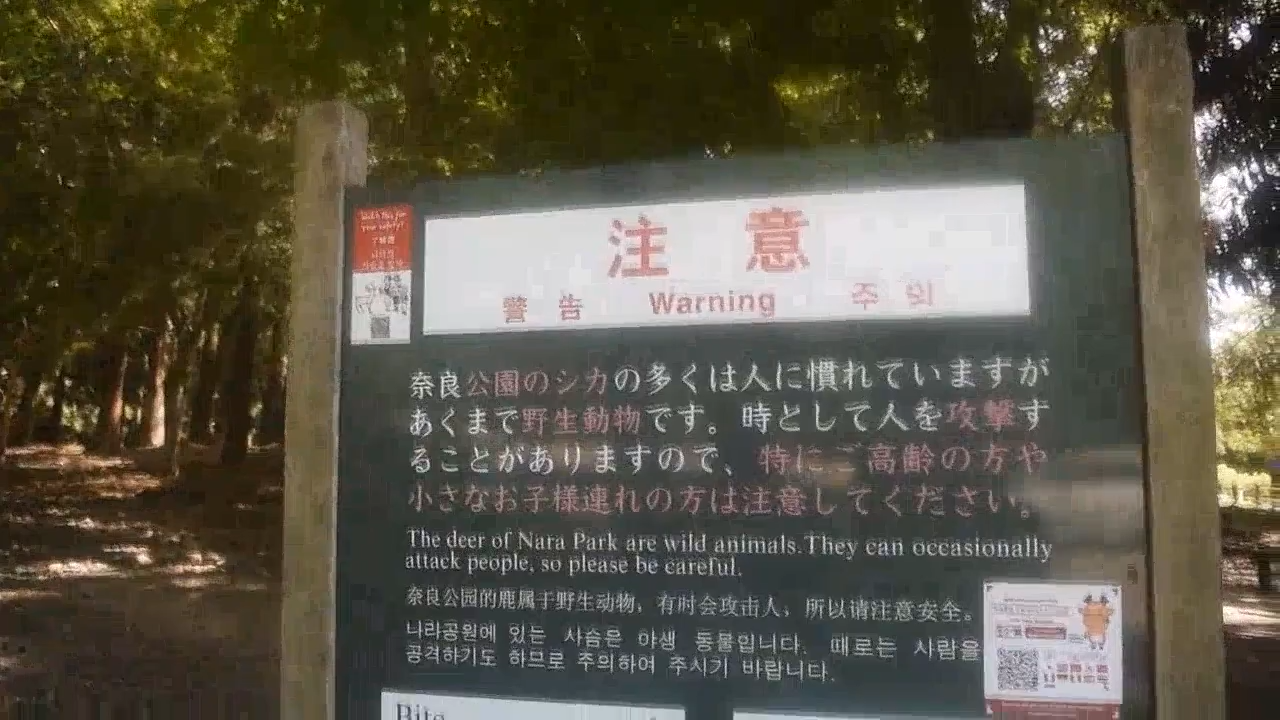 Watch this for
your safety!
注意
警告 Warning 주의
奈良公園のシカの多くは人に慣れていますが
あくまで野生動物です。時として人を攻撃す
ることがありますので、特にご高齢の方や
小さなお子様連れの方は注意してください。
The deer of Nara Park are wild animals.They can occasionally
attack people, so please be careful.
奈良公园的鹿属于野生动物，有时会攻击人，所以请注意安全。
나라공원에 있는 사슴은 야생 동물입니다. 때로는 사람을
공격하기도 하므로 주의하여 주시기 바랍니다.
Bite